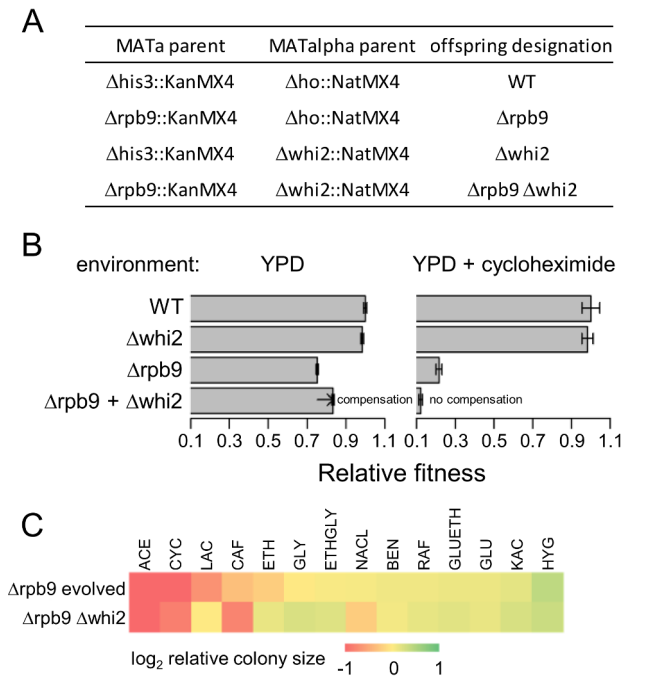 A
MATa parent MATalpha parent offspring designation
Δhis3::KanMX4 Δho::NatMX4 WT
Δrpb9::KanMX4 Δho::NatMX4 Δrpb9
Δhis3::KanMX4 Δwhi2::NatMX4 Δwhi2
Δrpb9::KanMX4 Δwhi2::NatMX4 Δrpb9 Δwhi2
B
environment: YPD YPD + cycloheximide
WT
Δwhi2
Δrpb9
Δrpb9 + Δwhi2 compensation no compensation
0.1 0.3 0.5 0.7 0.9 1.1 0.1 0.3 0.5 0.7 0.9 1.1
Relative fitness
C
ACE CYC LAC CAF ETH GLY ETHGLY NACL BEN RAF GLUETH GLU KAC HYG
Δrpb9 evolved
Δrpb9 Δwhi2
log2 relative colony size
-1 0 1